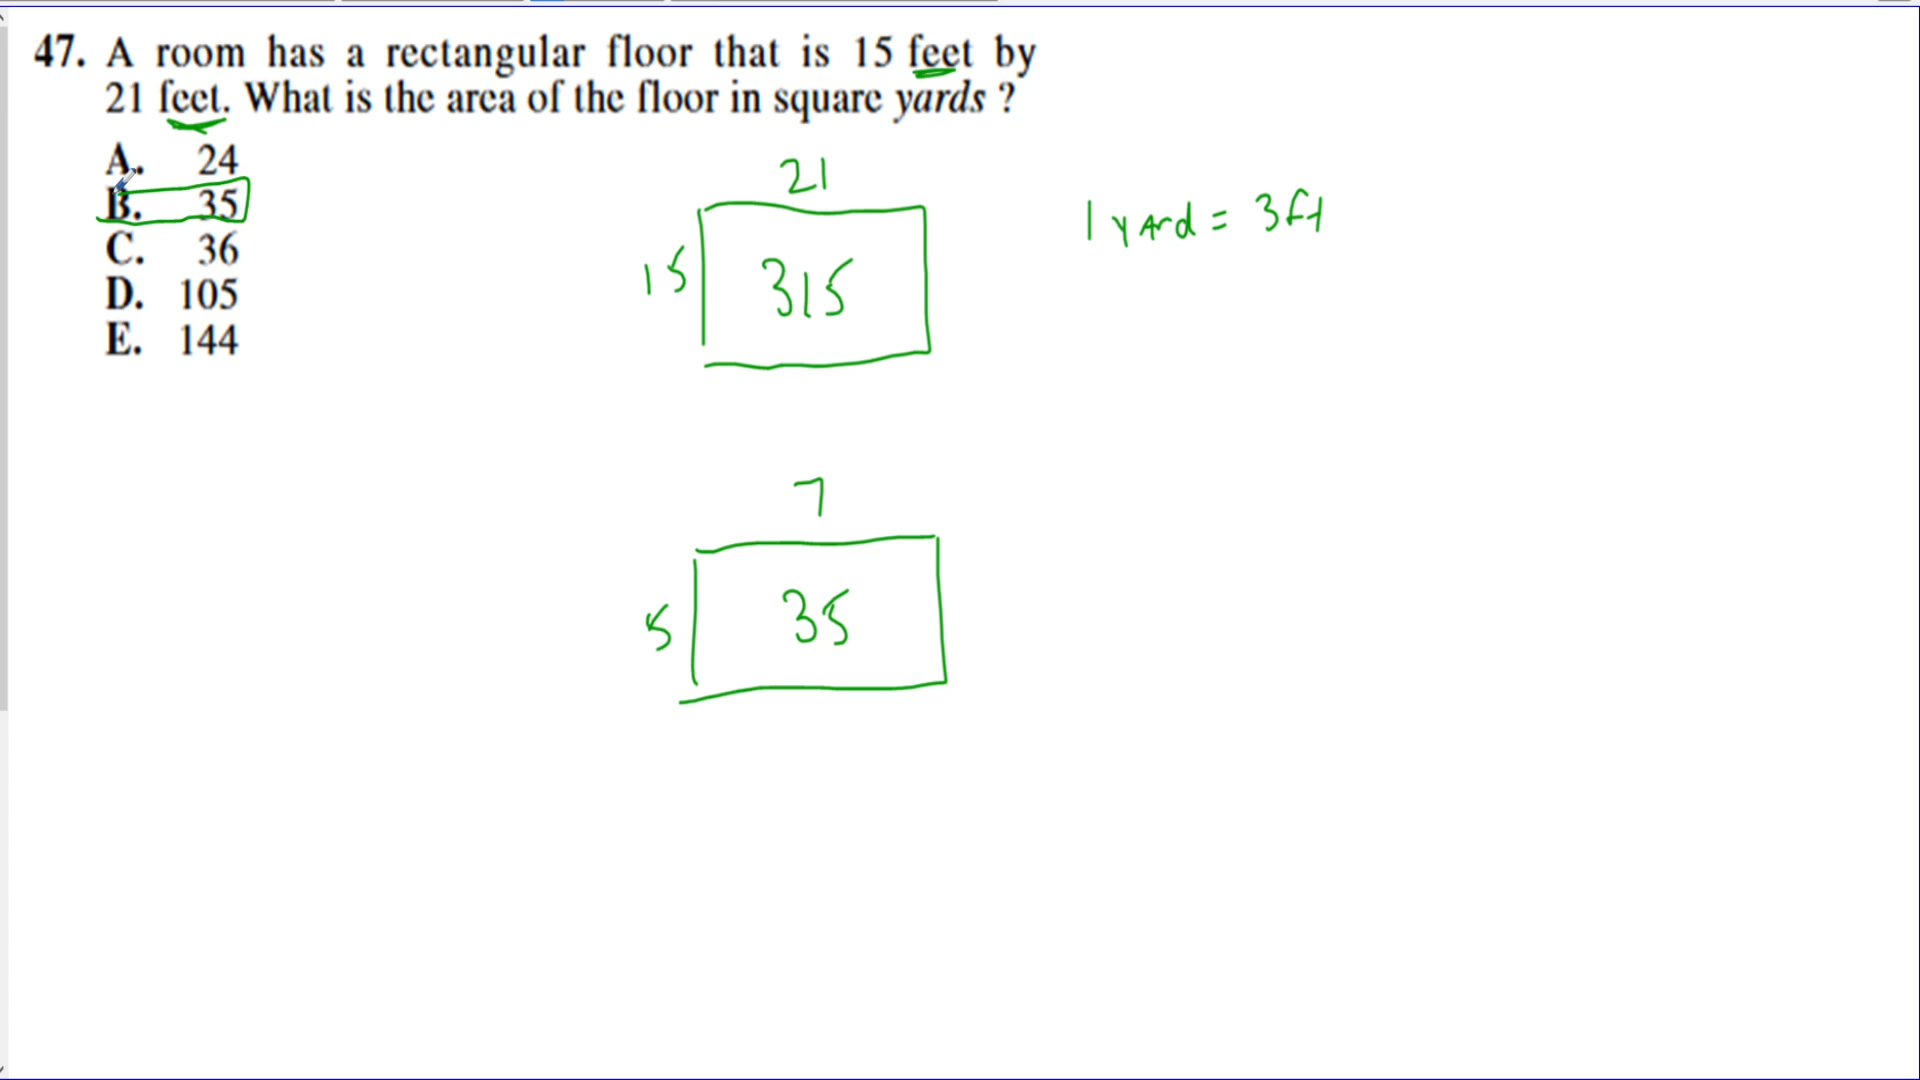 47. A room has a rectangular floor that is 15 feet by
21 feet. What is the area of the floor in square yards ?
A. 24
B. 35
C. 36
D. 105
E. 144
21
15
315
1 yard = 3ft
7
5
35